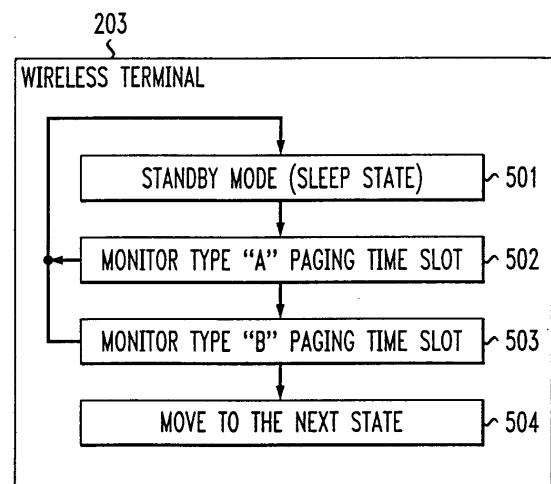 203
WIRELESS TERMINAL
STANDBY MODE (SLEEP STATE)
501
MONITOR TYPE "A" PAGING TIME SLOT
502
MONITOR TYPE "B" PAGING TIME SLOT
503
MOVE TO THE NEXT STATE
504